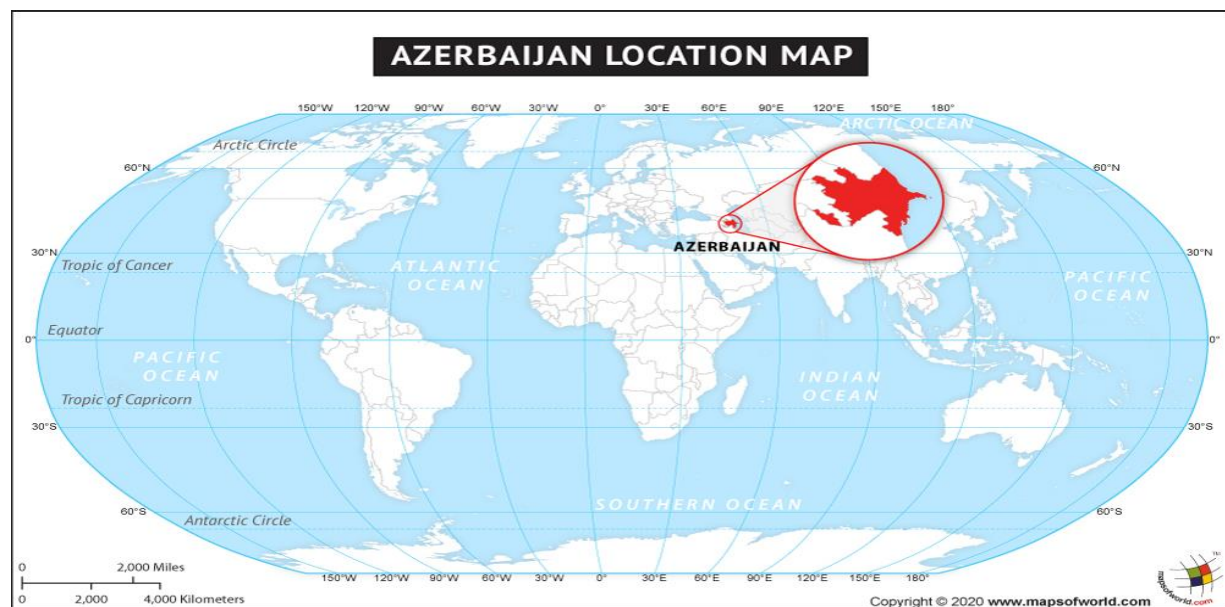 AZERBAIJAN LOCATION MAP
150°W 120°W 90°W 60°W 30°W 0° 30°E 60°E 90°E 120°E 150°E 180°
ARCTIC OCEAN
Arctic Circle
60°N 60°N
AZERBAIJAN
30°N 30°N
Tropic of Cancer
ATLANTIC
OCEAN
PACIFIC
OCEAN
Equator
0° 0°
PACIFIC
OCEAN
INDIAN
OCEAN
Tropic of Capricorn
30°S 30°S
SOUTHERN OCEAN
60°S 60°S
Antarctic Circle
150°W 120°W 90°W 60°W 30°W 0° 30°E 60°E 90°E 120°E 150°E 180°
0 2,000 Miles
0 2,000 4,000 Kilometers
Copyright © 2020 www.mapsofworld.com
mapsofworld.com
TM